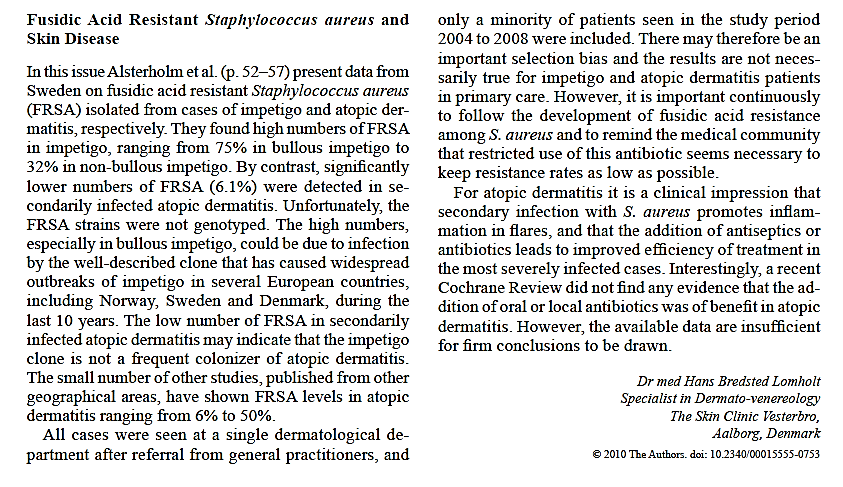 Fusidic Acid Resistant Staphylococcus aureus and
Skin Disease
In this issue Alsterholm et al. (p. 52–57) present data from
Sweden on fusidic acid resistant Staphylococcus aureus
(FRSA) isolated from cases of impetigo and atopic der-
matitis, respectively. They found high numbers of FRSA
in impetigo, ranging from 75% in bullous impetigo to
32% in non-bullous impetigo. By contrast, significantly
lower numbers of FRSA (6.1%) were detected in se-
condarily infected atopic dermatitis. Unfortunately, the
FRSA strains were not genotyped. The high numbers,
especially in bullous impetigo, could be due to infection
by the well-described clone that has caused widespread
outbreaks of impetigo in several European countries,
including Norway, Sweden and Denmark, during the
last 10 years. The low number of FRSA in secondarily
infected atopic dermatitis may indicate that the impetigo
clone is not a frequent colonizer of atopic dermatitis.
The small number of other studies, published from other
geographical areas, have shown FRSA levels in atopic
dermatitis ranging from 6% to 50%.
All cases were seen at a single dermatological de-
partment after referral from general practitioners, and
only a minority of patients seen in the study period
2004 to 2008 were included. There may therefore be an
important selection bias and the results are not neces-
sarily true for impetigo and atopic dermatitis patients
in primary care. However, it is important continuously
to follow the development of fusidic acid resistance
among S. aureus and to remind the medical community
that restricted use of this antibiotic seems necessary to
keep resistance rates as low as possible.
For atopic dermatitis it is a clinical impression that
secondary infection with S. aureus promotes inflam-
mation in flares, and that the addition of antiseptics or
antibiotics leads to improved efficiency of treatment in
the most severely infected cases. Interestingly, a recent
Cochrane Review did not find any evidence that the ad-
dition of oral or local antibiotics was of benefit in atopic
dermatitis. However, the available data are insufficient
for firm conclusions to be drawn.
Dr med Hans Bredsted Lomholt
Specialist in Dermato-venereology
The Skin Clinic Vesterbro,
Aalborg, Denmark
© 2010 The Authors. doi: 10.2340/00015555-0753